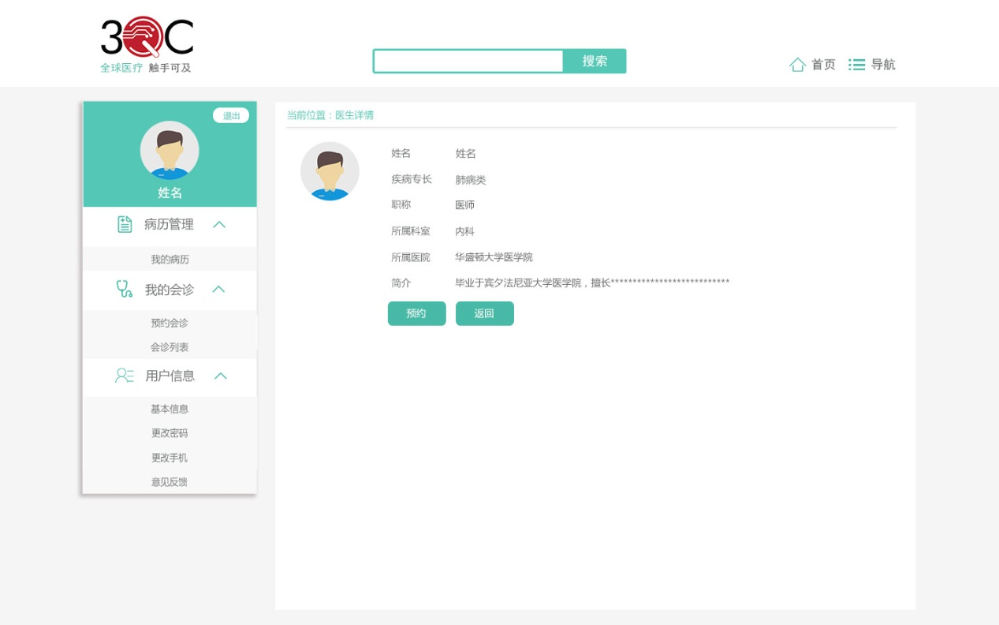 3QC
全球医疗 触手可及
搜索
首页 导航
退出
姓名
病历管理
我的病历
我的会诊
预约会诊
会诊列表
用户信息
基本信息
更改密码
更改手机
意见反馈
当前位置：医生详情
姓名 姓名
疾病专长 肺病类
职称 医师
所属科室 内科
所属医院 华盛顿大学医学院
简介 毕业于宾夕法尼亚大学医学院，擅长***************************
预约 返回